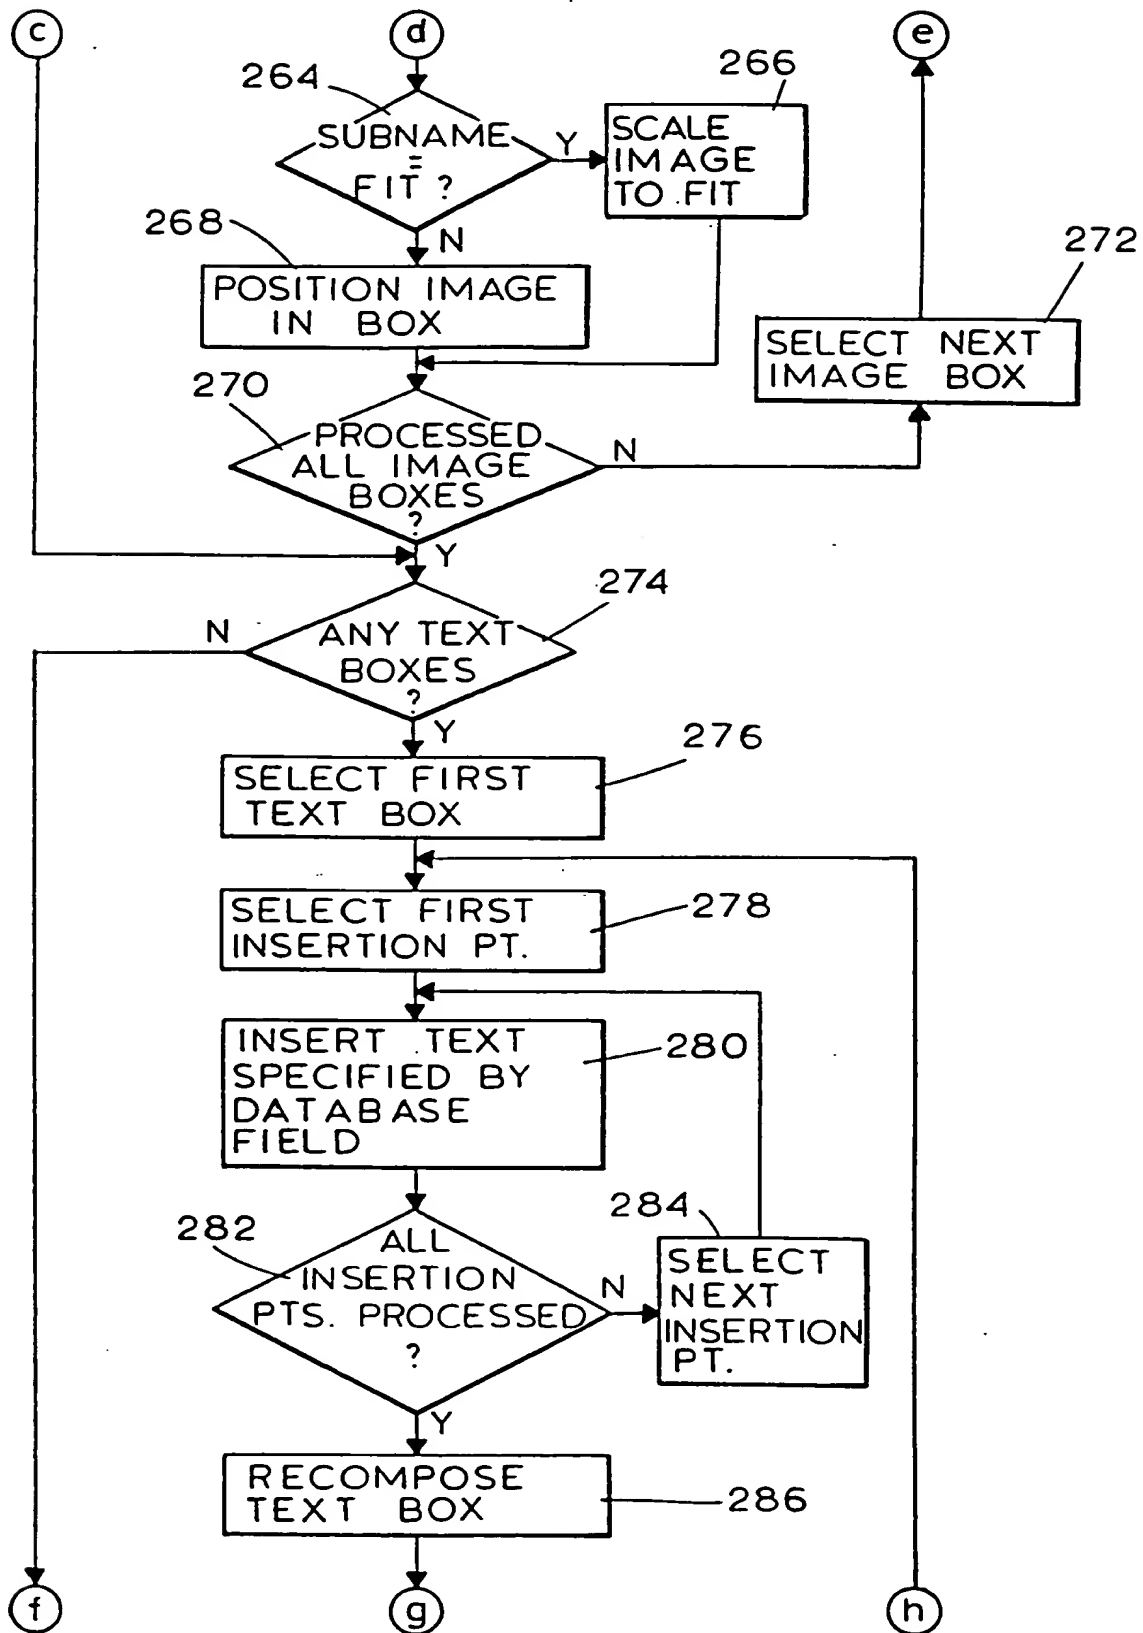 c
d
e
264
SUBNAME
=
FIT ?
Y
266
SCALE
IMAGE
TO FIT
N
268
POSITION IMAGE
IN BOX
272
SELECT NEXT
IMAGE BOX
270
PROCESSED
ALL IMAGE
BOXES
?
N
Y
274
ANY TEXT
BOXES
?
N
Y
276
SELECT FIRST
TEXT BOX
278
SELECT FIRST
INSERTION PT.
280
INSERT TEXT
SPECIFIED BY
DATABASE
FIELD
282
ALL
INSERTION
PTS. PROCESSED
?
N
284
SELECT
NEXT
INSERTION
PT.
Y
RECOMPOSE
TEXT BOX
286
f
g
h